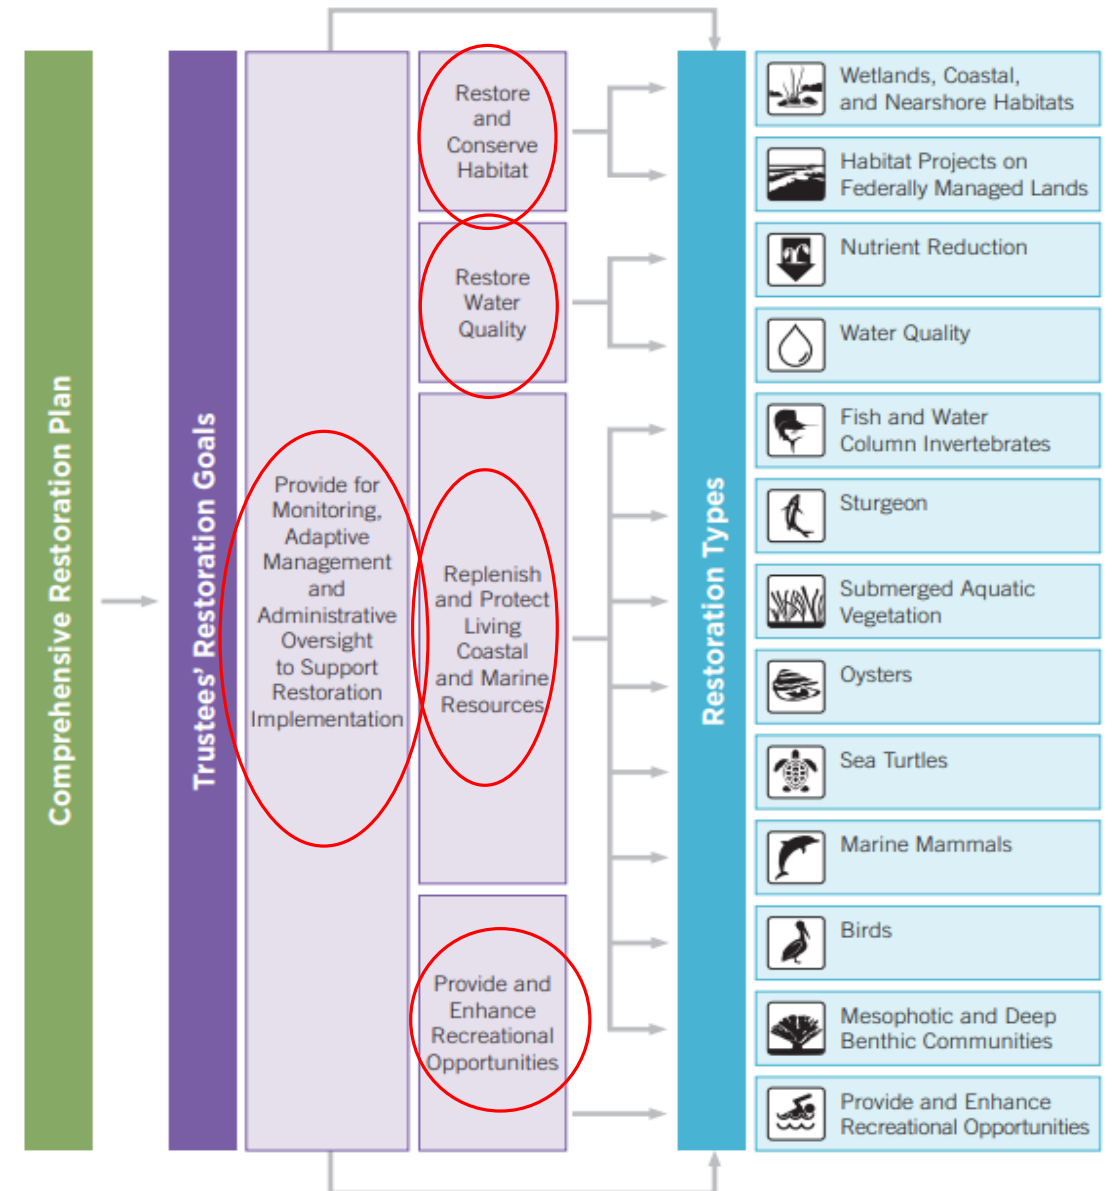 Comprehensive Restoration Plan
Trustees' Restoration Goals
Provide for
Monitoring,
Adaptive
Management
and
Administrative
Oversight
to Support
Restoration
Implementation
Restore
and
Conserve
Habitat
Restore
Water
Quality
Replenish
and Protect
Living
Coastal
and Marine
Resources
Provide and
Enhance
Recreational
Opportunities
Restoration Types
Wetlands, Coastal,
and Nearshore Habitats
Habitat Projects on
Federally Managed Lands
Nutrient Reduction
Water Quality
Fish and Water
Column Invertebrates
Sturgeon
Submerged Aquatic
Vegetation
Oysters
Sea Turtles
Marine Mammals
Birds
Mesophotic and Deep
Benthic Communities
Provide and Enhance
Recreational Opportunities